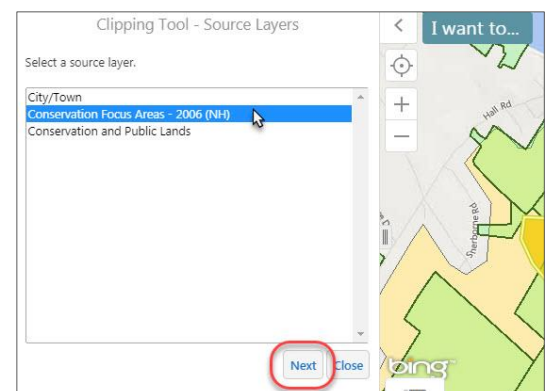 Clipping Tool - Source Layers
Select a source layer.
City/Town
Conservation Focus Areas - 2006 (NH)
Conservation and Public Lands
Next
Close
I want to...
Hall Rd
Sherborne Rd
bing